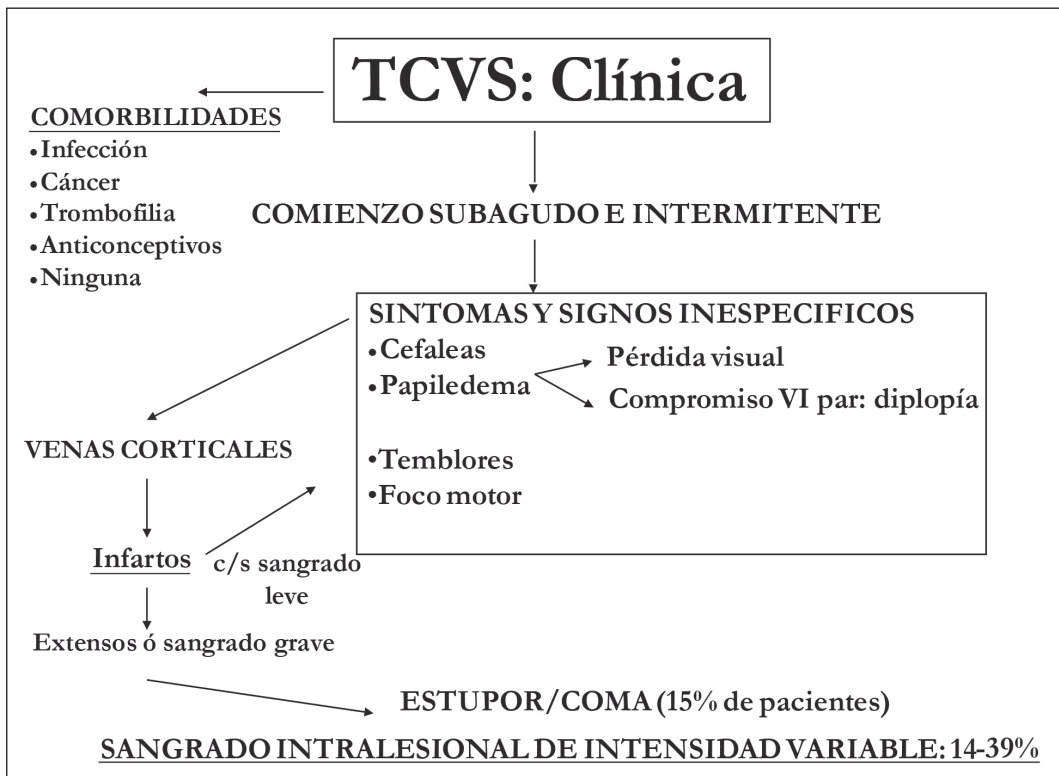 TCVS: Clínica
COMORBILIDADES
•Infección
•Cáncer
•Trombofilia
•Anticonceptivos
•Ninguna
COMIENZO SUBAGUDO E INTERMITENTE
SINTOMAS Y SIGNOS INESPECIFICOS
•Cefaleas
•Papiledema
Pérdida visual
Compromiso VI par: diplopía
•Temblores
•Foco motor
VENAS CORTICALES
Infartos
c/s sangrado
leve
Extensos ó sangrado grave
ESTUPOR/COMA (15% de pacientes)
SANGRADO INTRALESIONAL DE INTENSIDAD VARIABLE: 14-39%